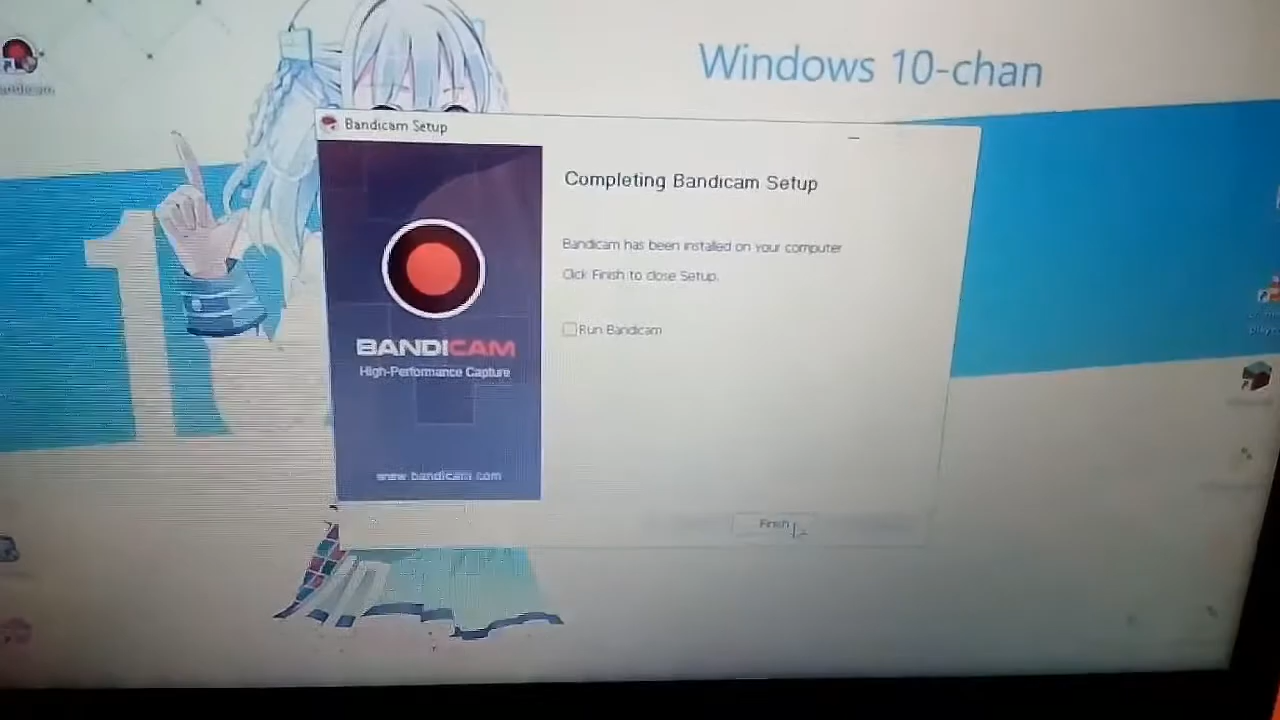 Windows 10-chan
Bandicam Setup
Completing Bandicam Setup
Bandicam has been installed on your computer
Click Finish to close Setup.
Run Bandicam
BANDICAM
High-Performance Capture
www.bandicam.com
Finish
10